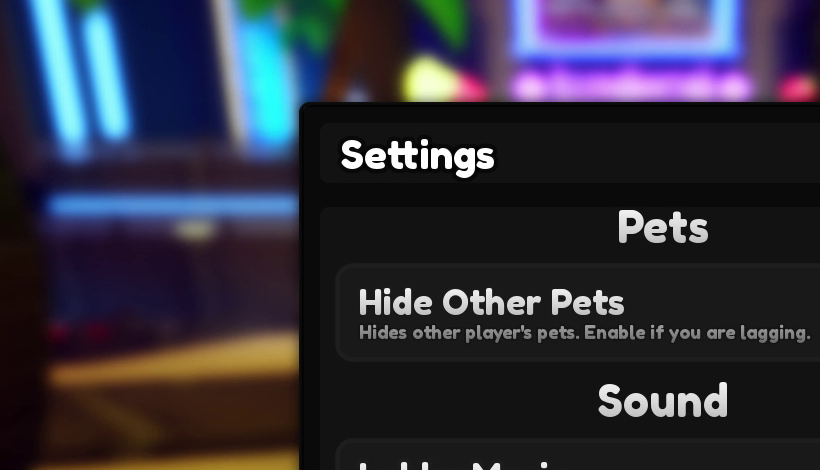 Settings
Pets
Hide Other Pets
Hides other player's pets. Enable if you are lagging.
Sound